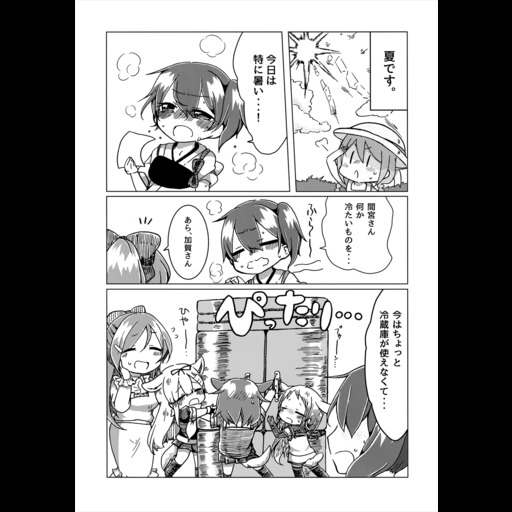 夏です。
今日は
特に暑い・・・！
間宮さん
何か
冷たいものを・・・
ふ〜〜
あら、加賀さん
今はちょっと
冷蔵庫が使えなくて・・・
ぴったり・・・
ひやー